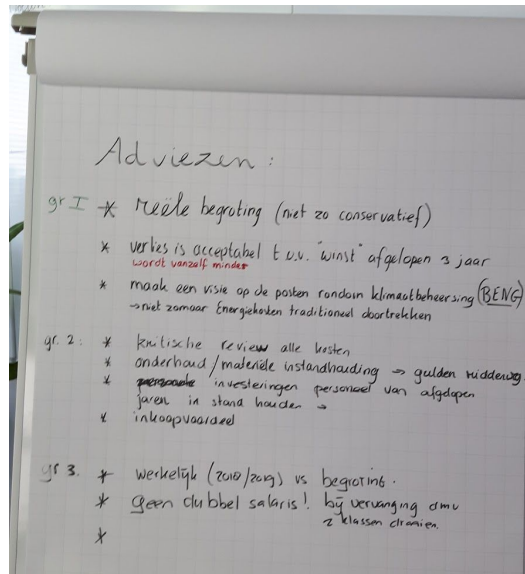 Adviezen:
gr I * reële begroting (niet zo conservatief)
* verlies is acceptabel t.o.v. "winst" afgelopen 3 jaar
wordt vanzelf minder
* maak een visie op de posten rondom klimaatbeheersing (BENG)
→ niet zomaar Energiekosten traditioneel doortrekken
gr. 2: * kritische review alle kosten
* onderhoud/materiële instandhouding → gulden middenweg.
* investeringen personeel van afgelopen
jaren in stand houden →
* inkoopvoordeel
gr 3. * werkelijk (2018/2019) vs begroting.
* geen dubbel salaris! bij vervanging dmv
2 klassen draaien.
*